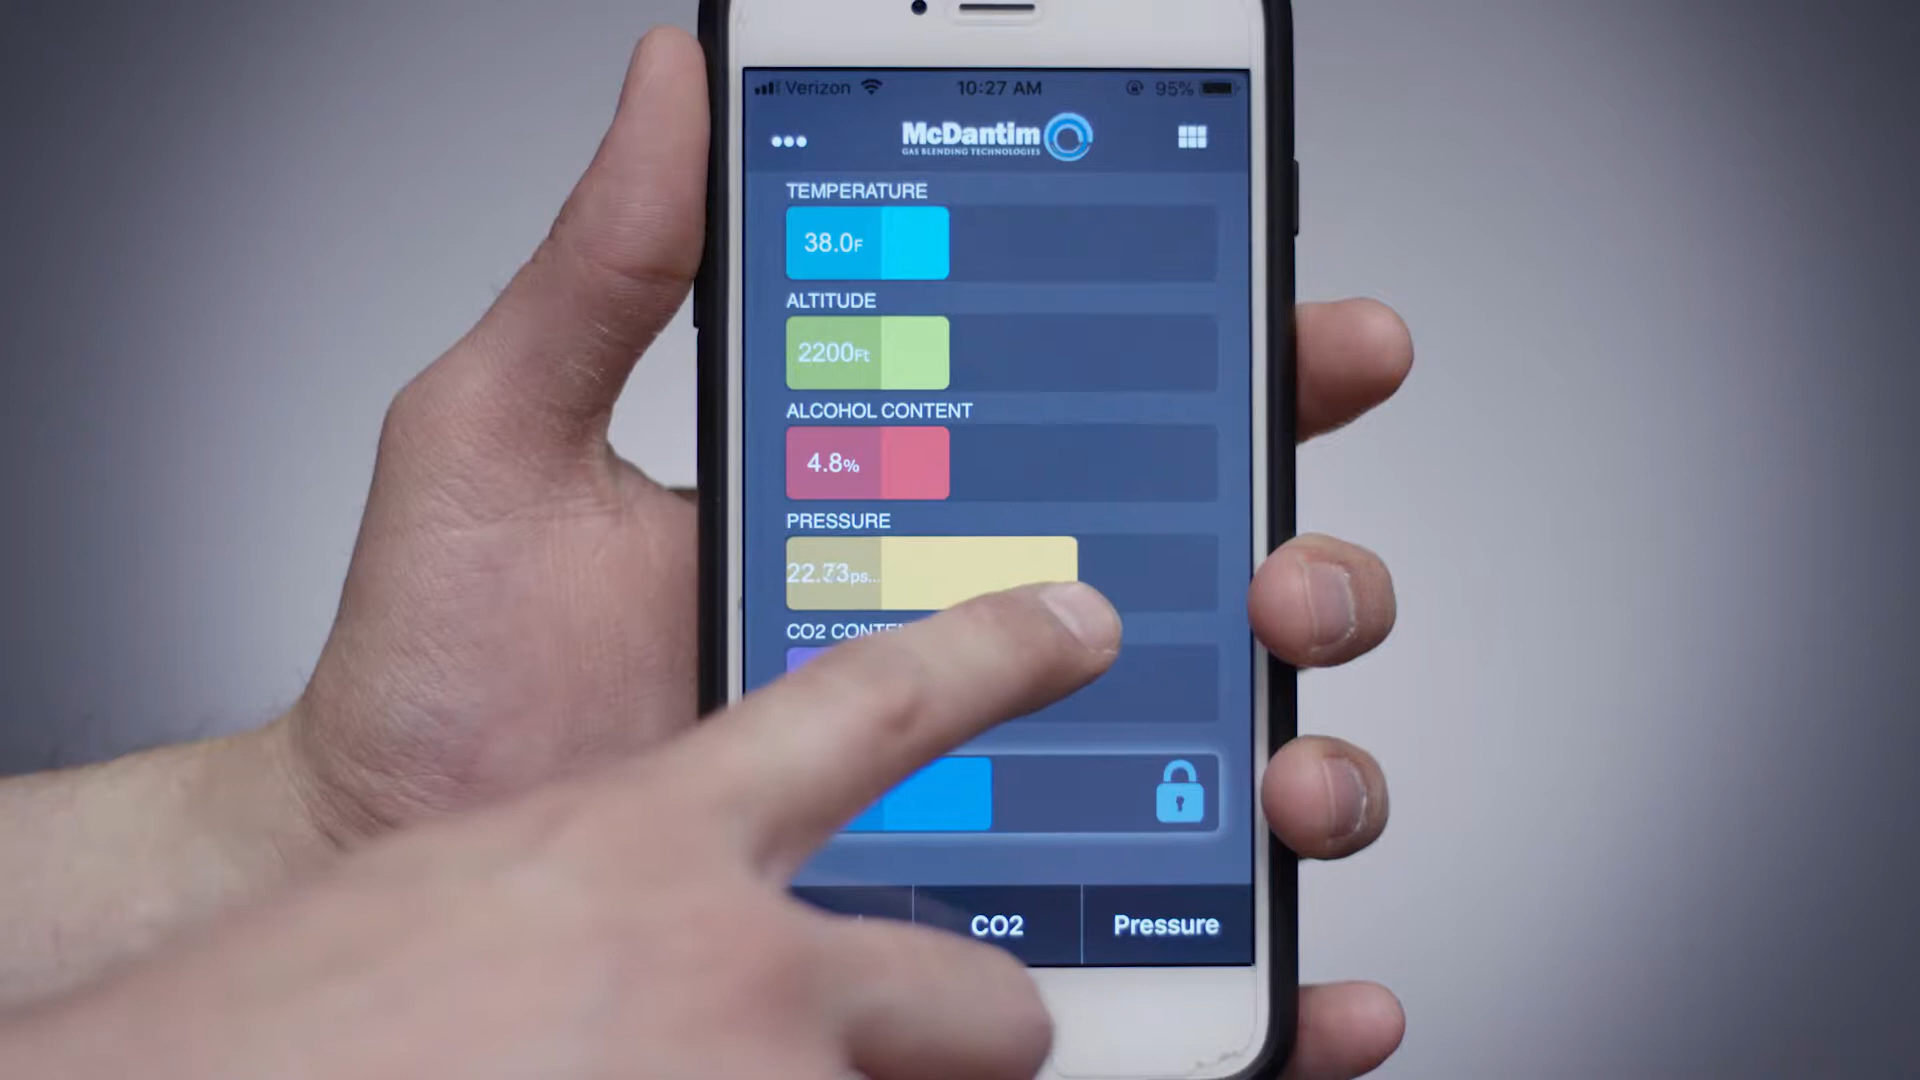 Verizon 10:27 AM 95%
McDantim
GAS BLENDING TECHNOLOGIES
TEMPERATURE
38.0F
ALTITUDE
2200Ft
ALCOHOL CONTENT
4.8%
PRESSURE
22.73ps...
CO2
CO2 Pressure